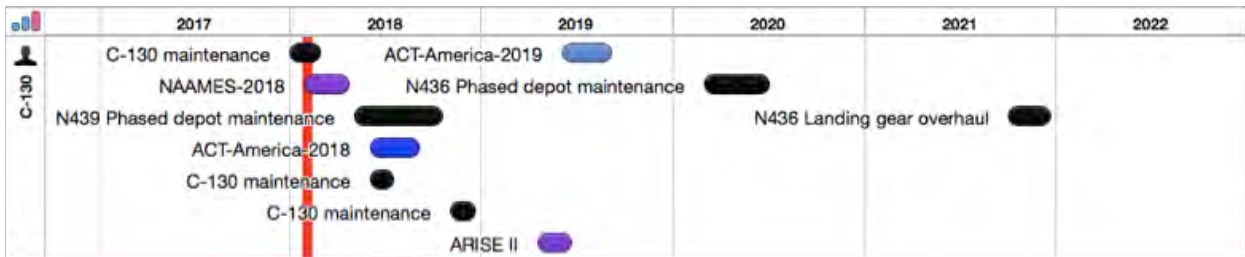 2017 2018 2019 2020 2021 2022
C-130
C-130 maintenance ACT-America-2019
NAAMES-2018 N436 Phased depot maintenance
N439 Phased depot maintenance N436 Landing gear overhaul
ACT-America-2018
C-130 maintenance
C-130 maintenance
ARISE II